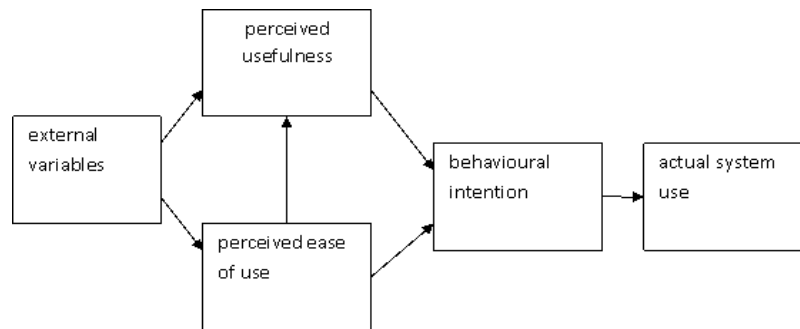 perceived
usefulness
external
variables
behavioural
intention
actual system
use
perceived ease
of use